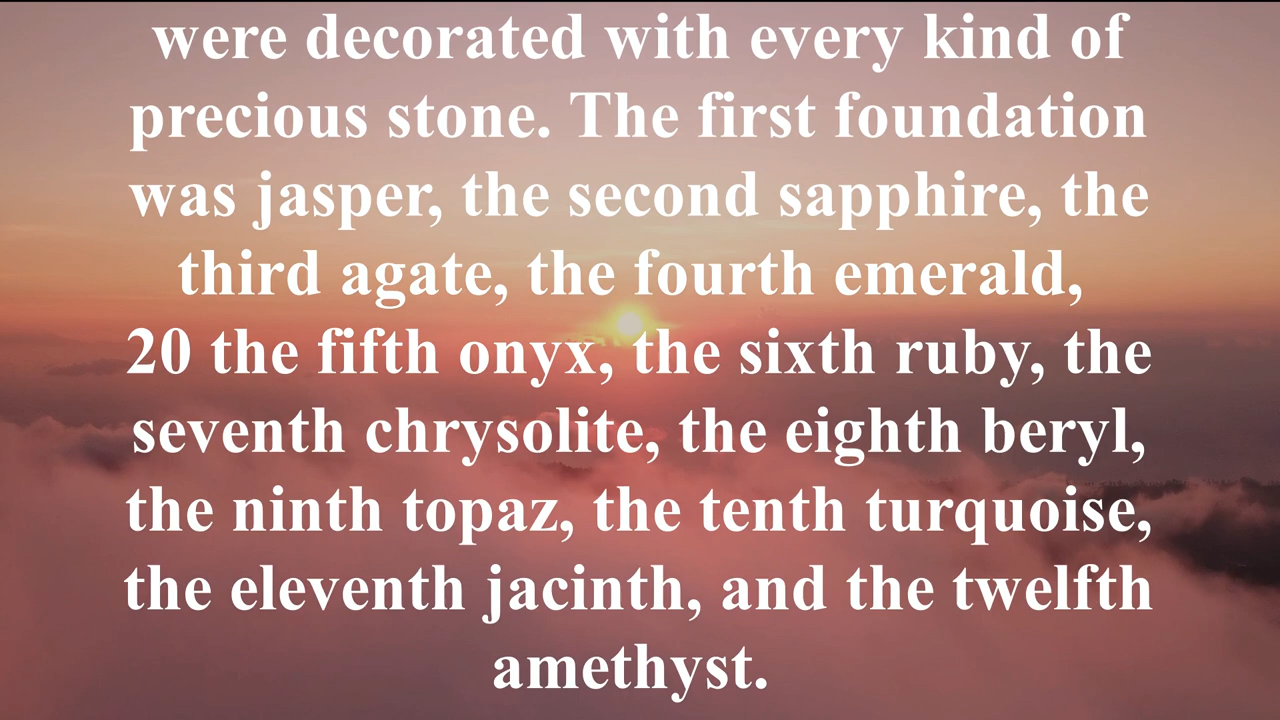 were decorated with every kind of
precious stone. The first foundation
was jasper, the second sapphire, the
third agate, the fourth emerald,
20 the fifth onyx, the sixth ruby, the
seventh chrysolite, the eighth beryl,
the ninth topaz, the tenth turquoise,
the eleventh jacinth, and the twelfth
amethyst.